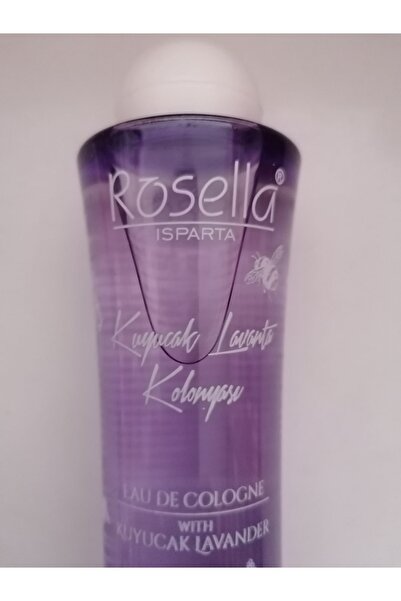 Rosella®
ISPARTA
Kuyucak Lavanta
Kolonyası
EAU DE COLOGNE
WITH
KUYUCAK LAVANDER